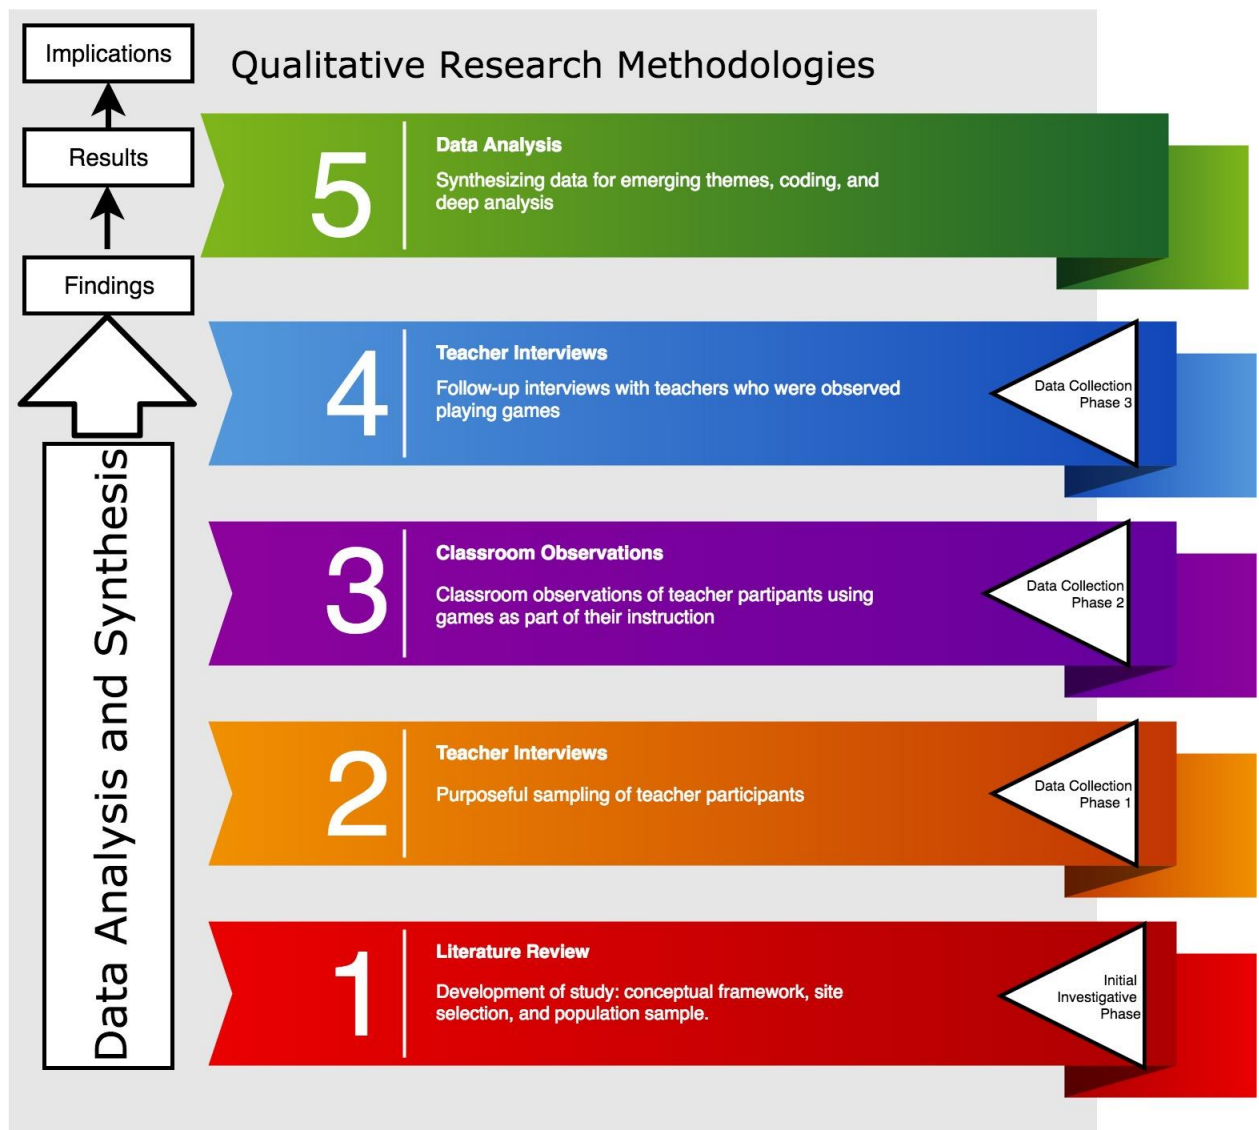 Qualitative Research Methodologies
Implications
Results
Findings
Data Analysis and Synthesis
5
Data Analysis
Synthesizing data for emerging themes, coding, and
deep analysis
4
Teacher Interviews
Follow-up interviews with teachers who were observed
playing games
Data Collection
Phase 3
3
Classroom Observations
Classroom observations of teacher partipants using
games as part of their instruction
Data Collection
Phase 2
2
Teacher Interviews
Purposeful sampling of teacher participants
Data Collection
Phase 1
1
Literature Review
Development of study: conceptual framework, site
selection, and population sample.
Initial
Investigative
Phase